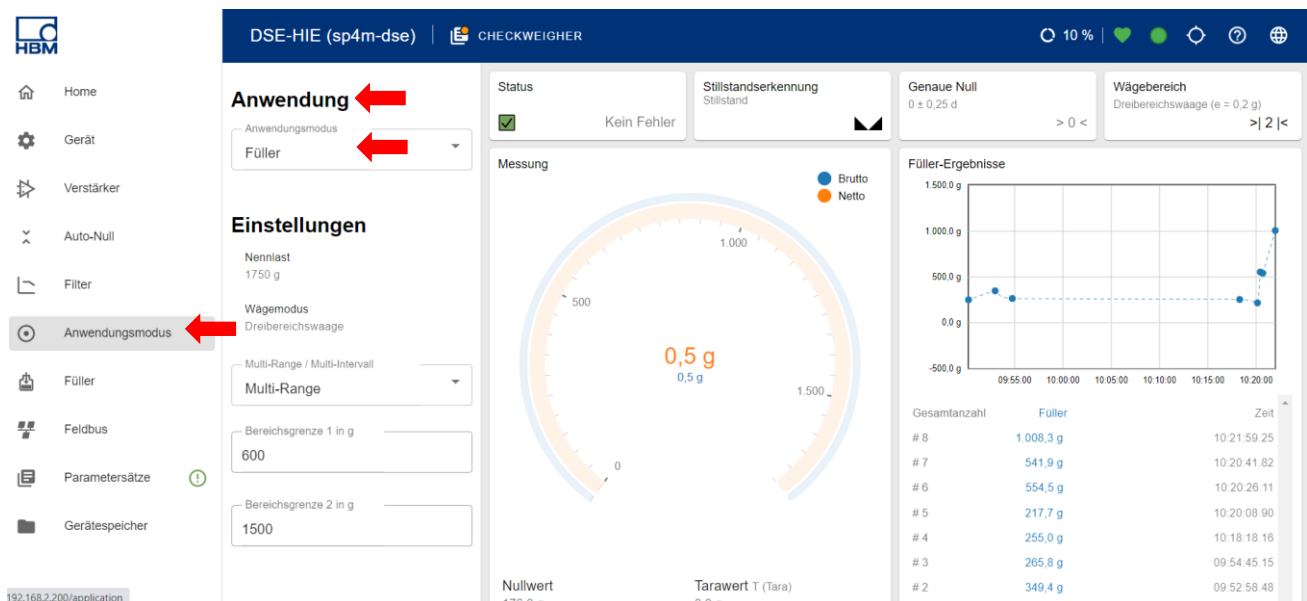 HBM
DSE-HIE (sp4m-dse)
CHECKWEIGHER
10 %
Home
Gerät
Verstärker
Auto-Null
Filter
Anwendungsmodus
Füller
Feldbus
Parametersätze
Gerätespeicher
192.168.2.200/application
Anwendung
Anwendungsmodus
Füller
Einstellungen
Nennlast
1750 g
Wägemodus
Dreibereichswaage
Multi-Range / Multi-Intervall
Multi-Range
Bereichsgrenze 1 in g
600
Bereichsgrenze 2 in g
1500
Status
Kein Fehler
Stillstandserkennung
Stillstand
Genaue Null
0 ± 0,25 d
> 0 <
Wägebereich
Dreibereichswaage (e = 0,2 g)
>| 2 |<
Messung
Brutto
Netto
0
500
1.000
1.500
0,5 g
0,5 g
Nullwert
Tarawert T (Tara)
Füller-Ergebnisse
1.500.0 g
1.000.0 g
500.0 g
0.0 g
-500.0 g
09:55:00 10:00:00 10:05:00 10:10:00 10:15:00 10:20:00
Gesamtanzahl Füller Zeit
# 8 1.008,3 g 10:21:59.25
# 7 541,9 g 10:20:41.82
# 6 554,5 g 10:20:26.11
# 5 217,7 g 10:20:08.90
# 4 255,0 g 10:18:18.16
# 3 265,8 g 09:54:45.15
# 2 349,4 g 09:52:58.48